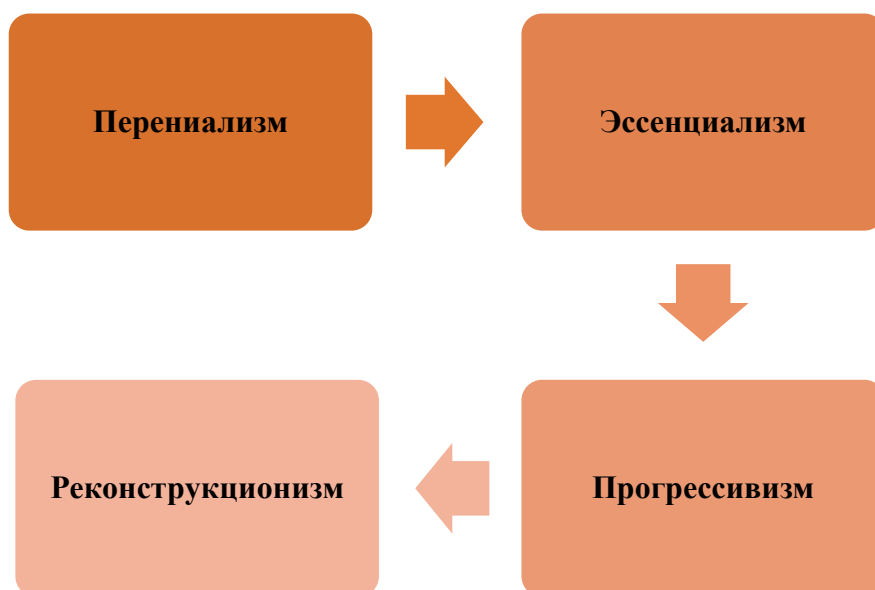 Перениализм
Эссенциализм
Прогрессивизм
Реконструкционизм